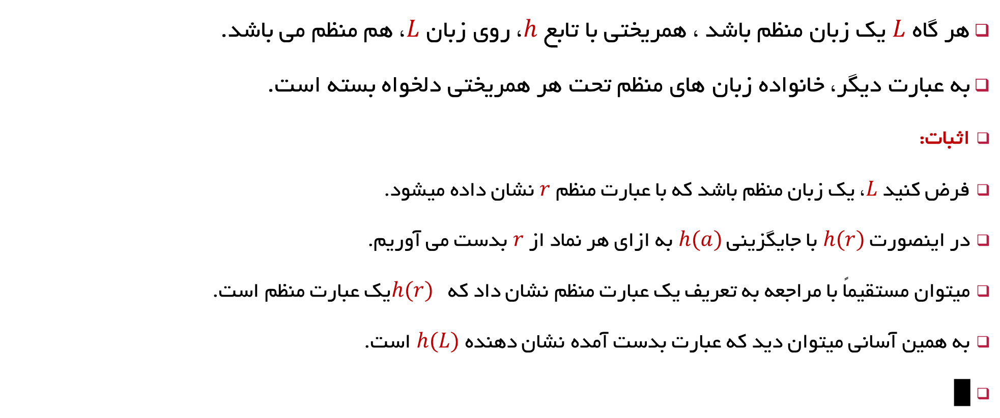 هر گاه L یک زبان منظم باشد ، همریختی با تابع h، روی زبان L، هم منظم می باشد.
به عبارت دیگر، خانواده زبان های منظم تحت هر همریختی دلخواه بسته است.
اثبات:
فرض کنید L، یک زبان منظم باشد که با عبارت منظم r نشان داده میشود.
در اینصورت h(r) با جایگزینی h(a) به ازای هر نماد از r بدست می آوریم.
میتوان مستقیماً با مراجعه به تعریف یک عبارت منظم نشان داد که h(r) یک عبارت منظم است.
به همین آسانی میتوان دید که عبارت بدست آمده نشان دهنده h(L) است.